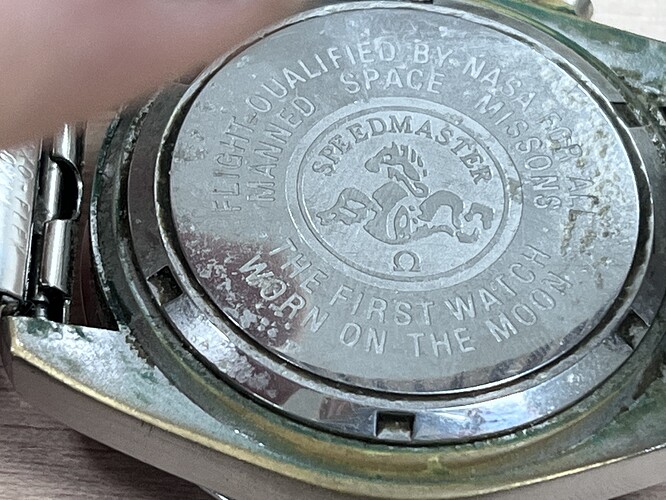 FLIGHT-QUALIFIED BY NASA FOR ALL
MANNED SPACE MISSONS
SPEEDMASTER
Ω
THE FIRST WATCH
WORN ON THE MOON